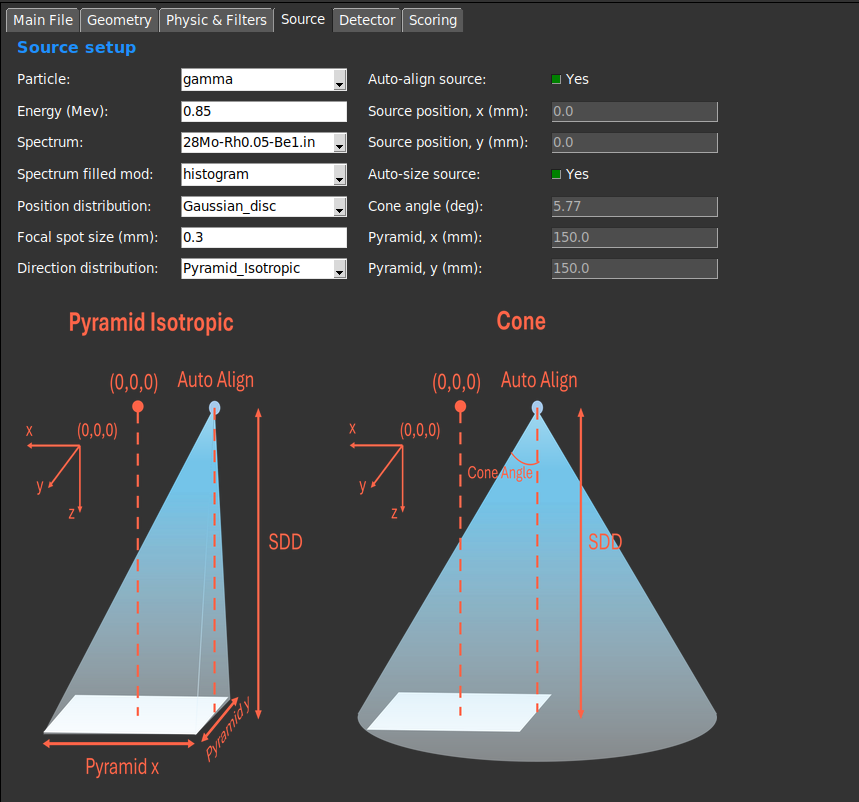 Main File Geometry Physic & Filters Source Detector Scoring
Source setup
Particle: gamma Auto-align source: Yes
Energy (Mev): 0.85 Source position, x (mm): 0.0
Spectrum: 28Mo-Rh0.05-Be1.in Source position, y (mm): 0.0
Spectrum filled mod: histogram Auto-size source: Yes
Position distribution: Gaussian_disc Cone angle (deg): 5.77
Focal spot size (mm): 0.3 Pyramid, x (mm): 150.0
Direction distribution: Pyramid_Isotropic Pyramid, y (mm): 150.0
Pyramid Isotropic
(0,0,0) Auto Align
x (0,0,0)
y
z
SDD
Pyramid y
Pyramid x
Cone
(0,0,0) Auto Align
x (0,0,0)
Cone Angle
y
z
SDD